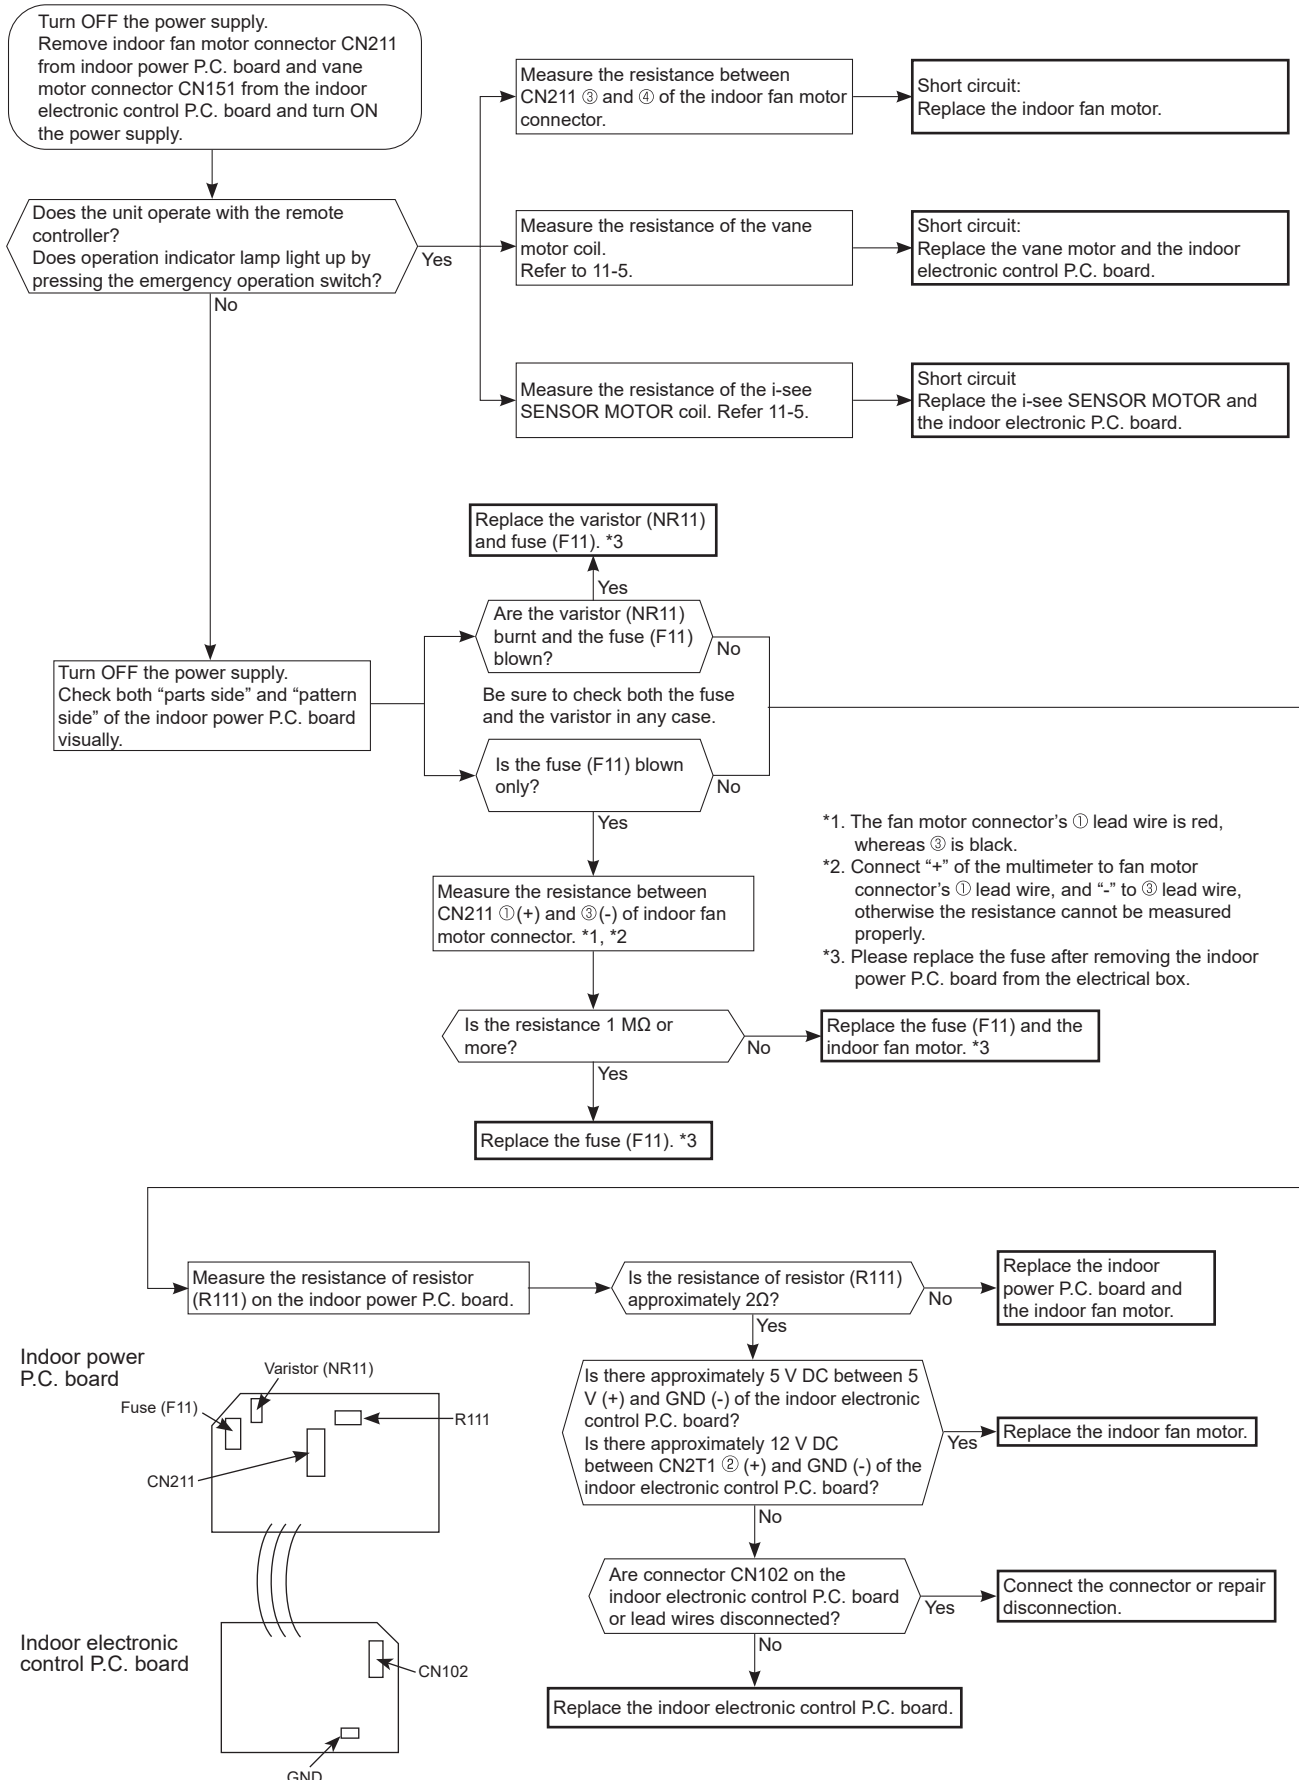 Turn OFF the power supply.
Remove indoor fan motor connector CN211
from indoor power P.C. board and vane
motor connector CN151 from the indoor
electronic control P.C. board and turn ON
the power supply.
Measure the resistance between
CN211 ③ and ④ of the indoor fan motor
connector.
Short circuit:
Replace the indoor fan motor.
Does the unit operate with the remote
controller?
Does operation indicator lamp light up by
pressing the emergency operation switch?
Yes
No
Measure the resistance of the vane
motor coil.
Refer to 11-5.
Short circuit:
Replace the vane motor and the indoor
electronic control P.C. board.
Measure the resistance of the i-see
SENSOR MOTOR coil. Refer 11-5.
Short circuit
Replace the i-see SENSOR MOTOR and
the indoor electronic P.C. board.
Replace the varistor (NR11)
and fuse (F11). *3
Yes
Are the varistor (NR11)
burnt and the fuse (F11)
blown?
No
Turn OFF the power supply.
Check both “parts side” and “pattern
side” of the indoor power P.C. board
visually.
Be sure to check both the fuse
and the varistor in any case.
Is the fuse (F11) blown
only?
No
Yes
*1. The fan motor connector's ① lead wire is red,
whereas ③ is black.
*2. Connect “+” of the multimeter to fan motor
connector's ① lead wire, and “-” to ③ lead wire,
otherwise the resistance cannot be measured
properly.
*3. Please replace the fuse after removing the indoor
power P.C. board from the electrical box.
Measure the resistance between
CN211 ①(+) and ③(-) of indoor fan
motor connector. *1, *2
Is the resistance 1 MΩ or
more?
No
Replace the fuse (F11) and the
indoor fan motor. *3
Yes
Replace the fuse (F11). *3
Measure the resistance of resistor
(R111) on the indoor power P.C. board.
Is the resistance of resistor (R111)
approximately 2Ω?
No
Replace the indoor
power P.C. board and
the indoor fan motor.
Yes
Is there approximately 5 V DC between 5
V (+) and GND (-) of the indoor electronic
control P.C. board?
Is there approximately 12 V DC
between CN2T1 ② (+) and GND (-) of the
indoor electronic control P.C. board?
Yes
Replace the indoor fan motor.
No
Are connector CN102 on the
indoor electronic control P.C. board
or lead wires disconnected?
Yes
Connect the connector or repair
disconnection.
No
Replace the indoor electronic control P.C. board.
Indoor power
P.C. board
Varistor (NR11)
Fuse (F11)
R111
CN211
Indoor electronic
control P.C. board
CN102
GND